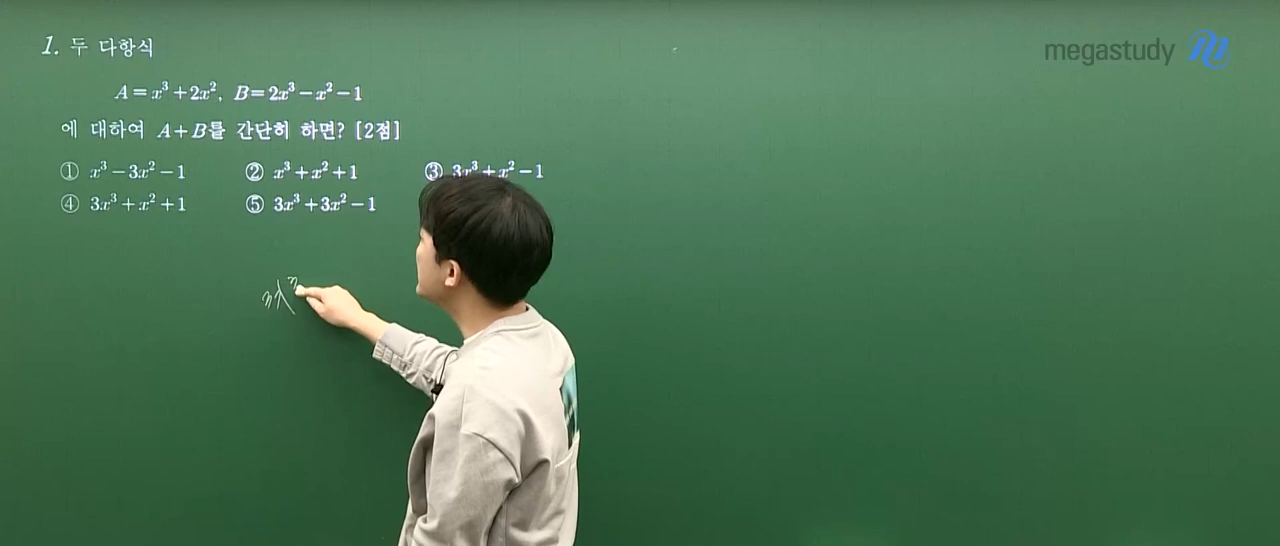 megastudy
1. 두 다항식
A=x³+2x², B=2x³-x²-1
에 대하여 A+B를 간단히 하면? [2점]
① x³-3x²-1 ② x³+x²+1 ③ 3x³+x²-1
④ 3x³+x²+1 ⑤ 3x³+3x²-1
3x³